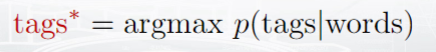 tags* = argmax p(tags|words)